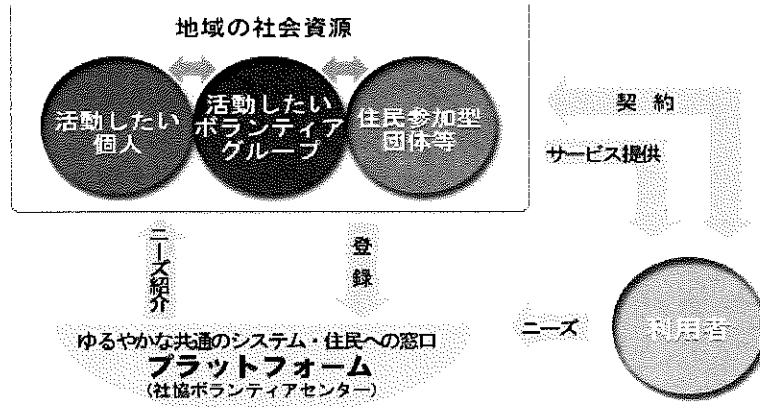 地域の社会資源
活動したい
個人
活動したい
ボランティア
グループ
住民参加型
団体等
契約
サービス提供
ニーズ紹介
登録
利用者
ニーズ
ゆるやかな共通のシステム・住民への窓口
プラットフォーム
(社協ボランティアセンター)